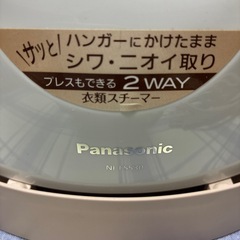 サッと
ハンガーにかけたまま
シワ・ニオイ取り
プレスもできる 2 WAY
衣類スチーマー
Panasonic